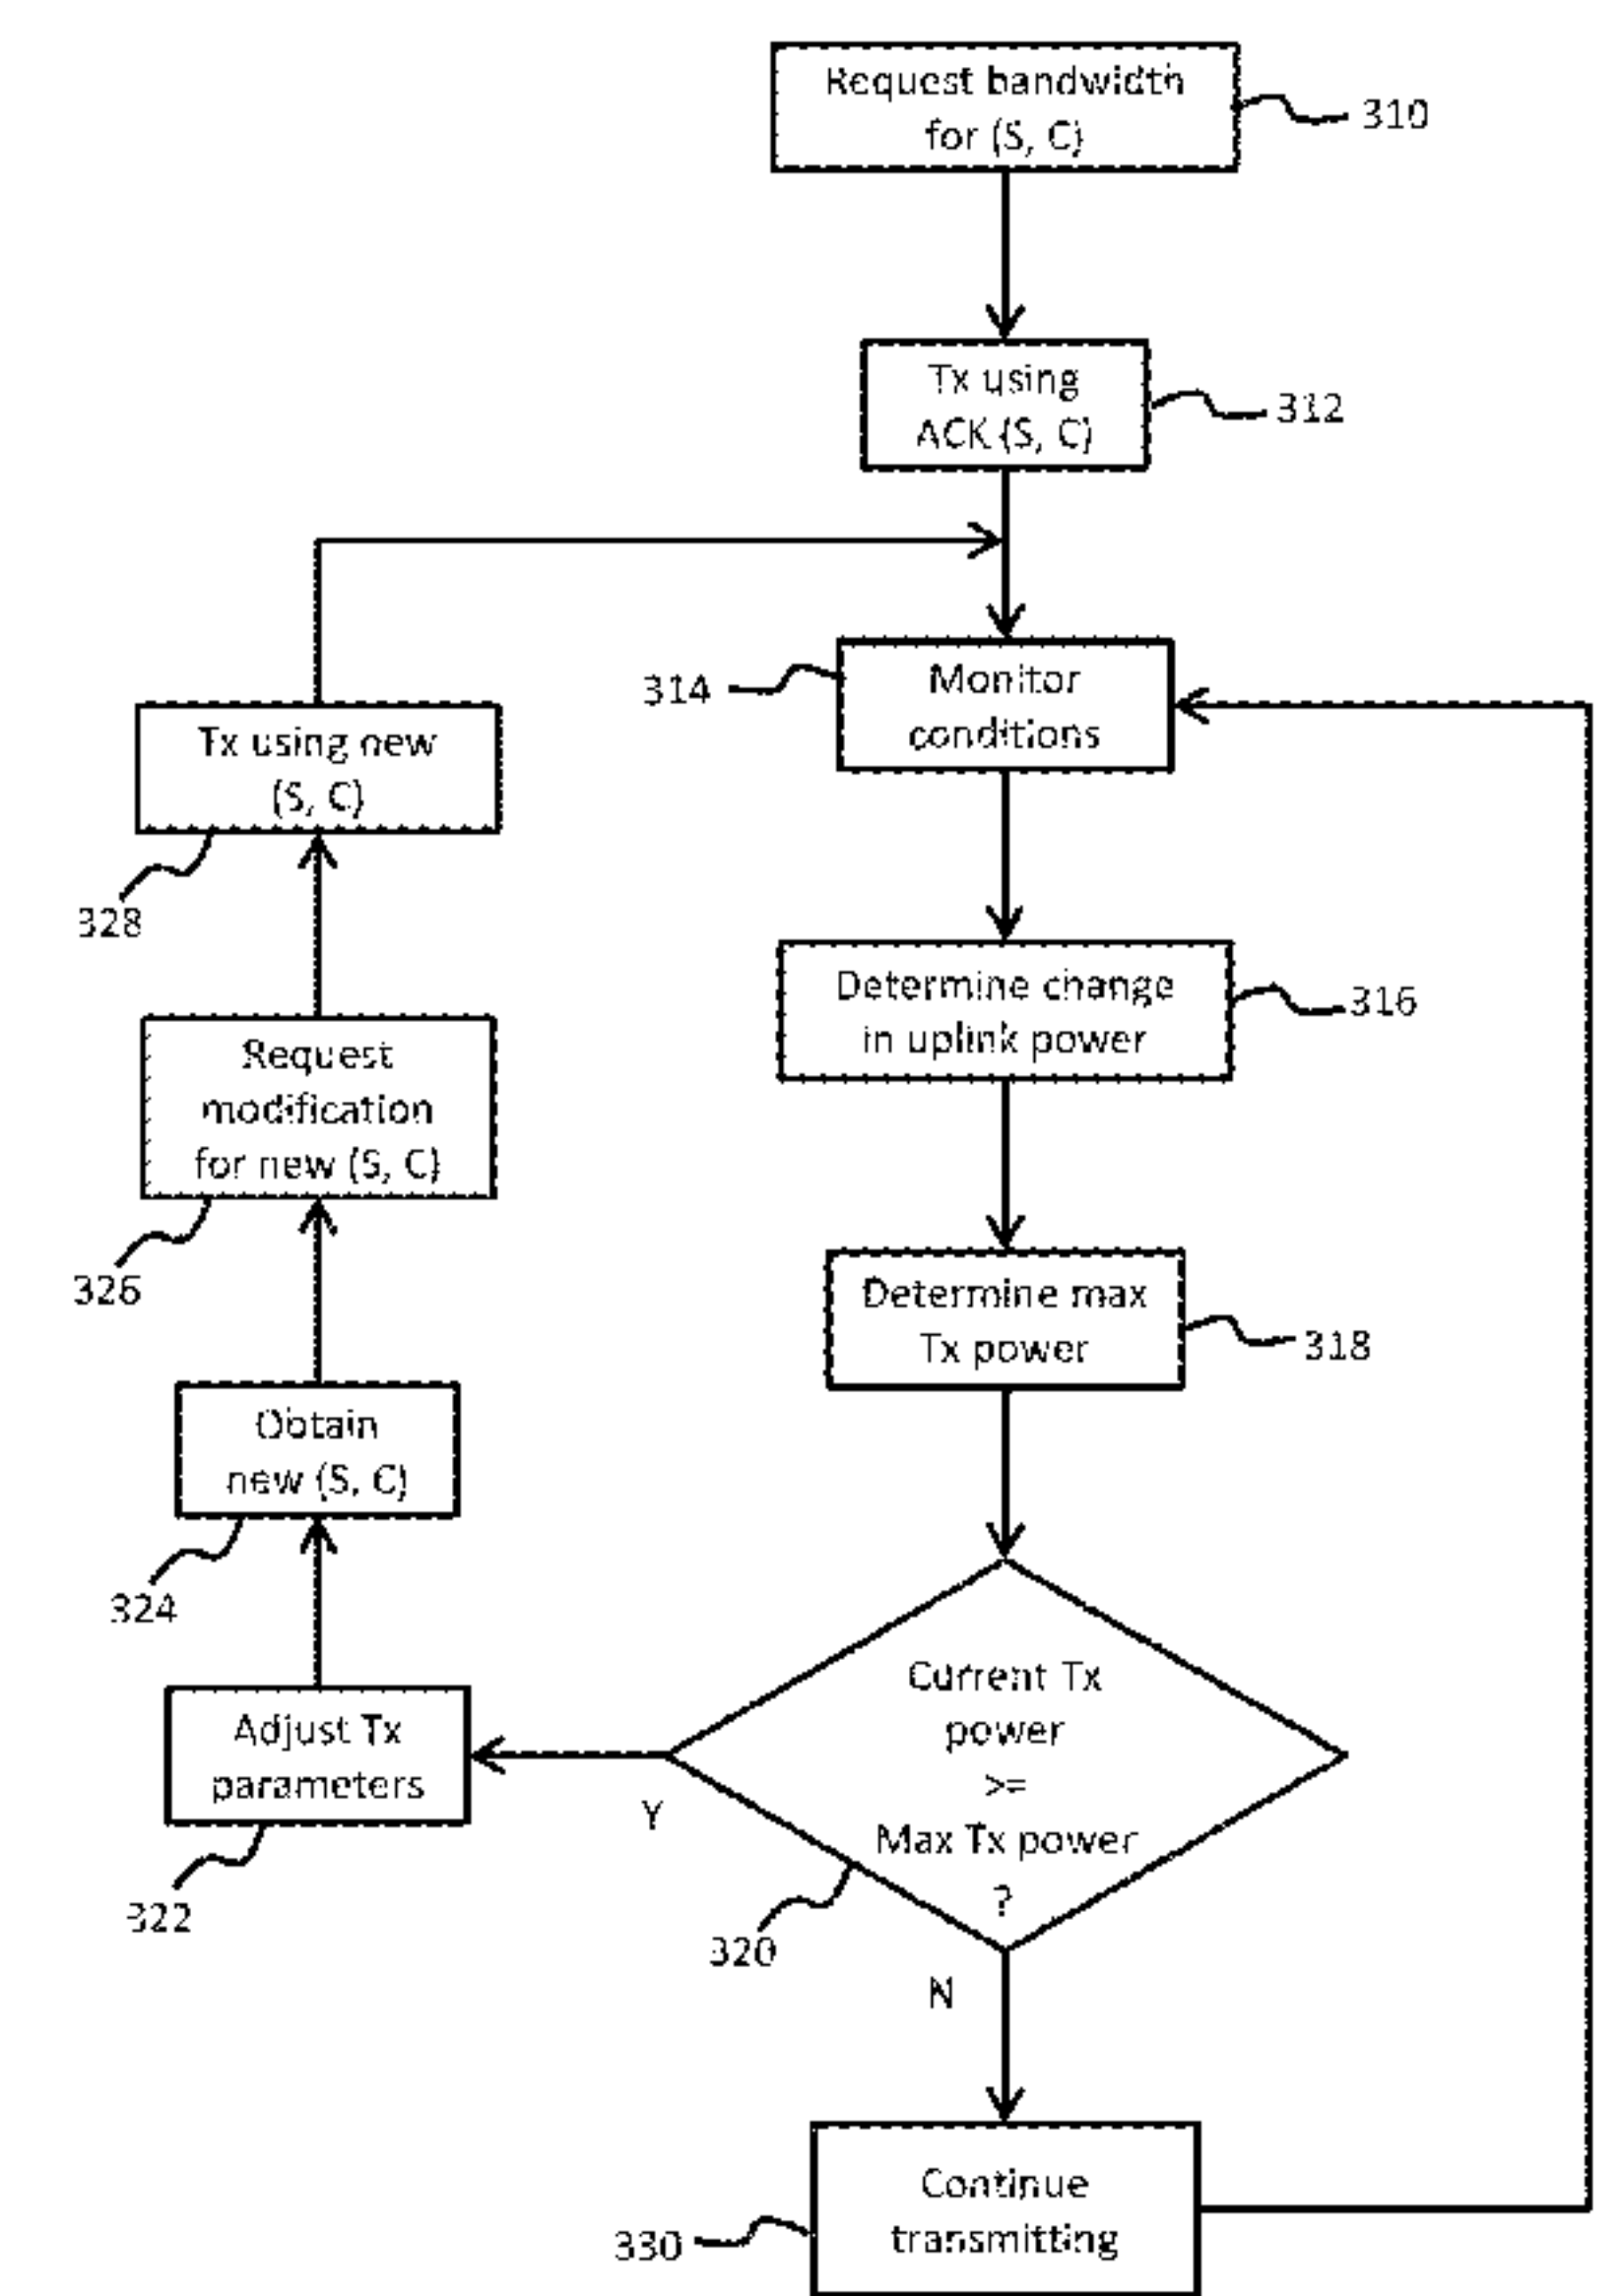 Request bandwidth
for (S, C)
310
Tx using
ACK (S, C)
312
Monitor
conditions
314
Determine change
in uplink power
316
Determine max
Tx power
318
Current Tx
power
>=
Max Tx power
?
320
Y
N
Adjust Tx
parameters
322
Obtain
new (S, C)
324
Request
modification
for new (S, C)
326
Tx using new
(S, C)
328
Continue
transmitting
330